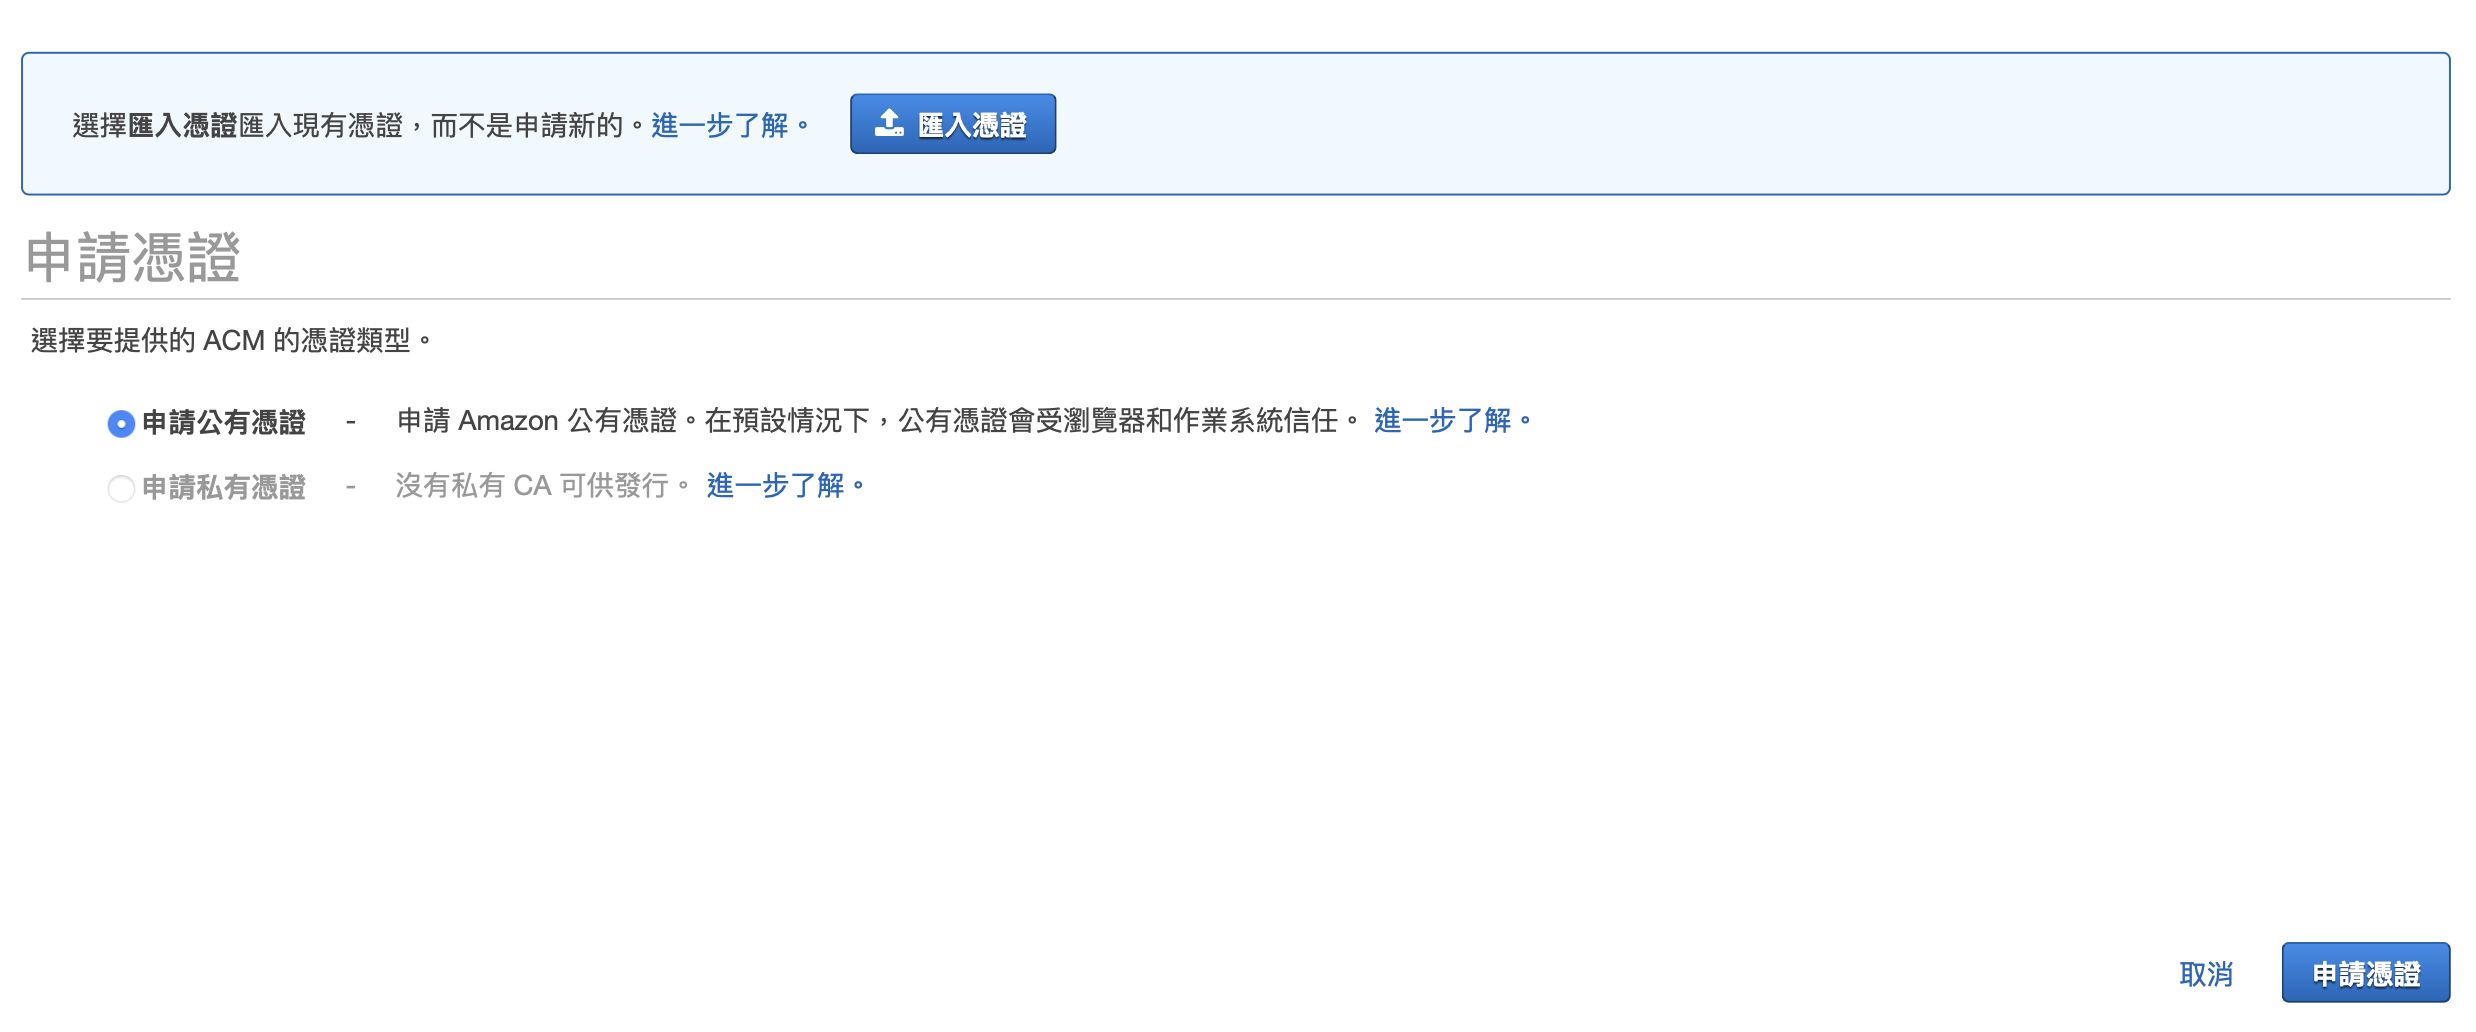 選擇匯入憑證匯入現有憑證，而不是申請新的。進一步了解。 匯入憑證
申請憑證
選擇要提供的 ACM 的憑證類型。
申請公有憑證 - 申請 Amazon 公有憑證。在預設情況下，公有憑證會受瀏覽器和作業系統信任。 進一步了解。
申請私有憑證 - 沒有私有 CA 可供發行。 進一步了解。
取消 申請憑證